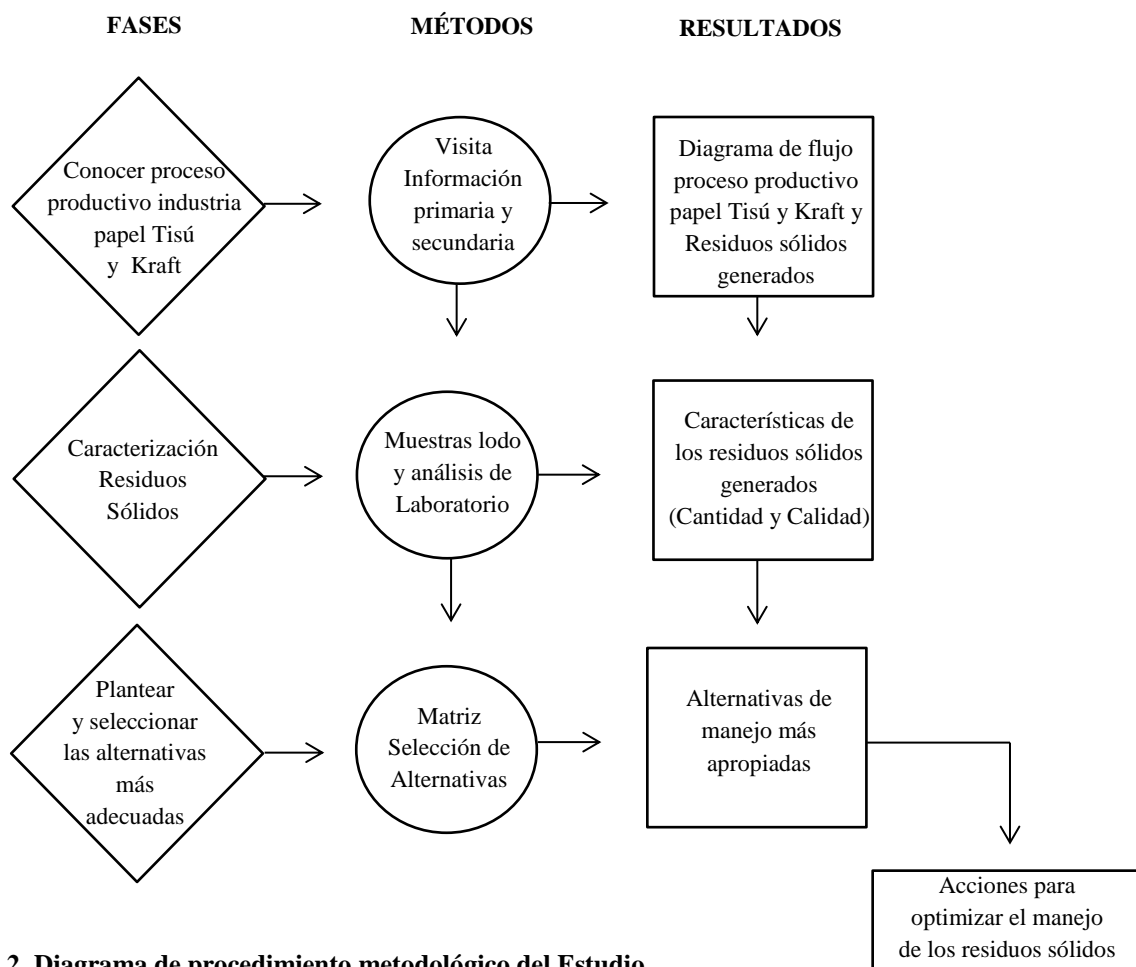 FASES
MÉTODOS
RESULTADOS
Conocer proceso
productivo industria
papel Tisú
y Kraft
Visita
Información
primaria y
secundaria
Diagrama de flujo
proceso productivo
papel Tisú y Kraft y
Residuos sólidos
generados
Caracterización
Residuos
Sólidos
Muestras lodo
y análisis de
Laboratorio
Características de
los residuos sólidos
generados
(Cantidad y Calidad)
Plantear
y seleccionar
las alternativas
más
adecuadas
Matriz
Selección de
Alternativas
Alternativas de
manejo más
apropiadas
Acciones para
optimizar el manejo
de los residuos sólidos
2. Diagrama de procedimiento metodológico del Estudio